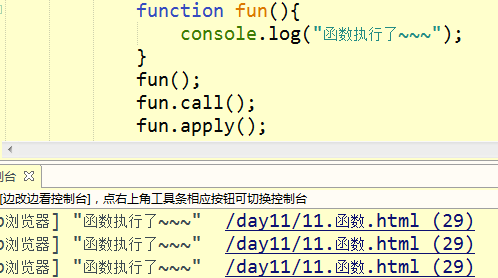 function fun(){
console.log("函数执行了~~~");
}
fun();
fun.call();
fun.apply();
制台
[边改边看控制台]，点右上角工具条相应按钮可切换控制台
浏览器] "函数执行了~~~" /day11/11.函数.html (29)
浏览器] "函数执行了~~~" /day11/11.函数.html (29)
浏览器] "函数执行了~~~" /day11/11.函数.html (29)